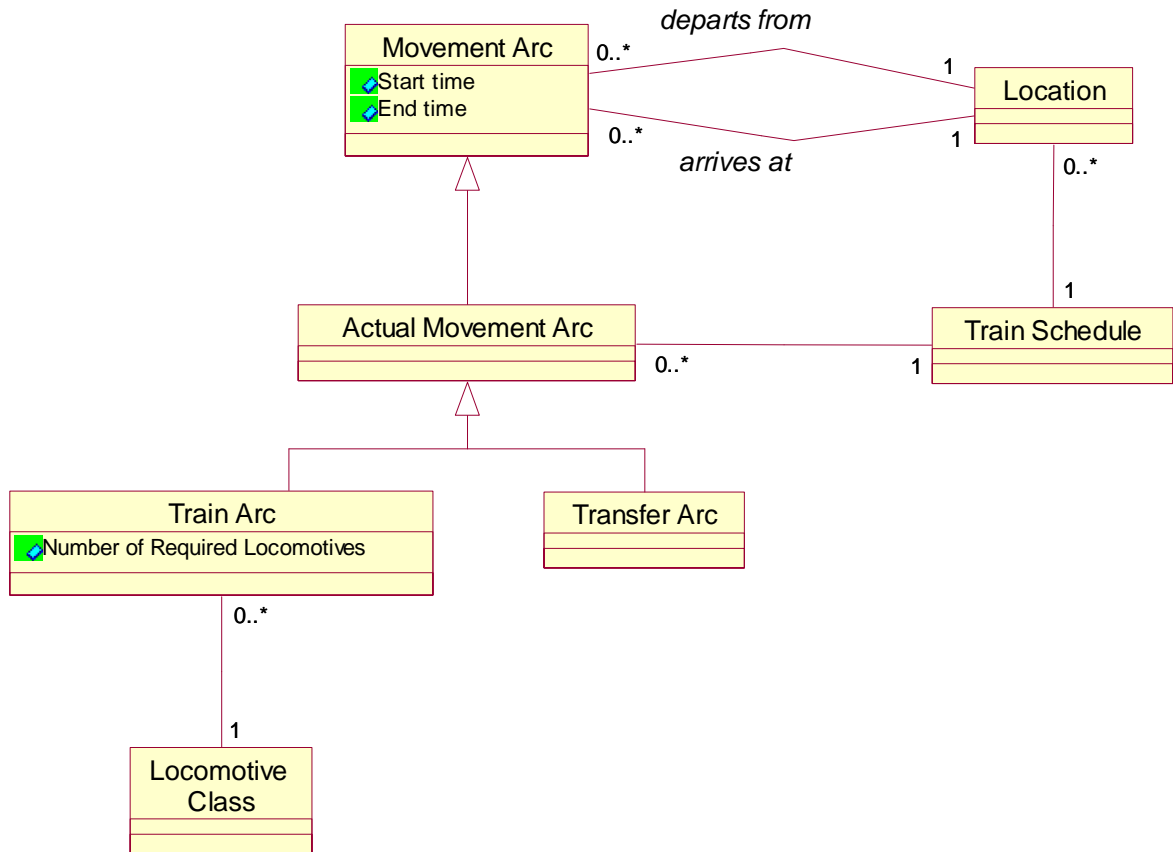 departs from
Movement Arc
0..*
Start time
1
Location
End time
0..*
1
arrives at
0..*
1
Actual Movement Arc
Train Schedule
0..*
1
Train Arc
Transfer Arc
Number of Required Locomotives
0..*
1
Locomotive
Class